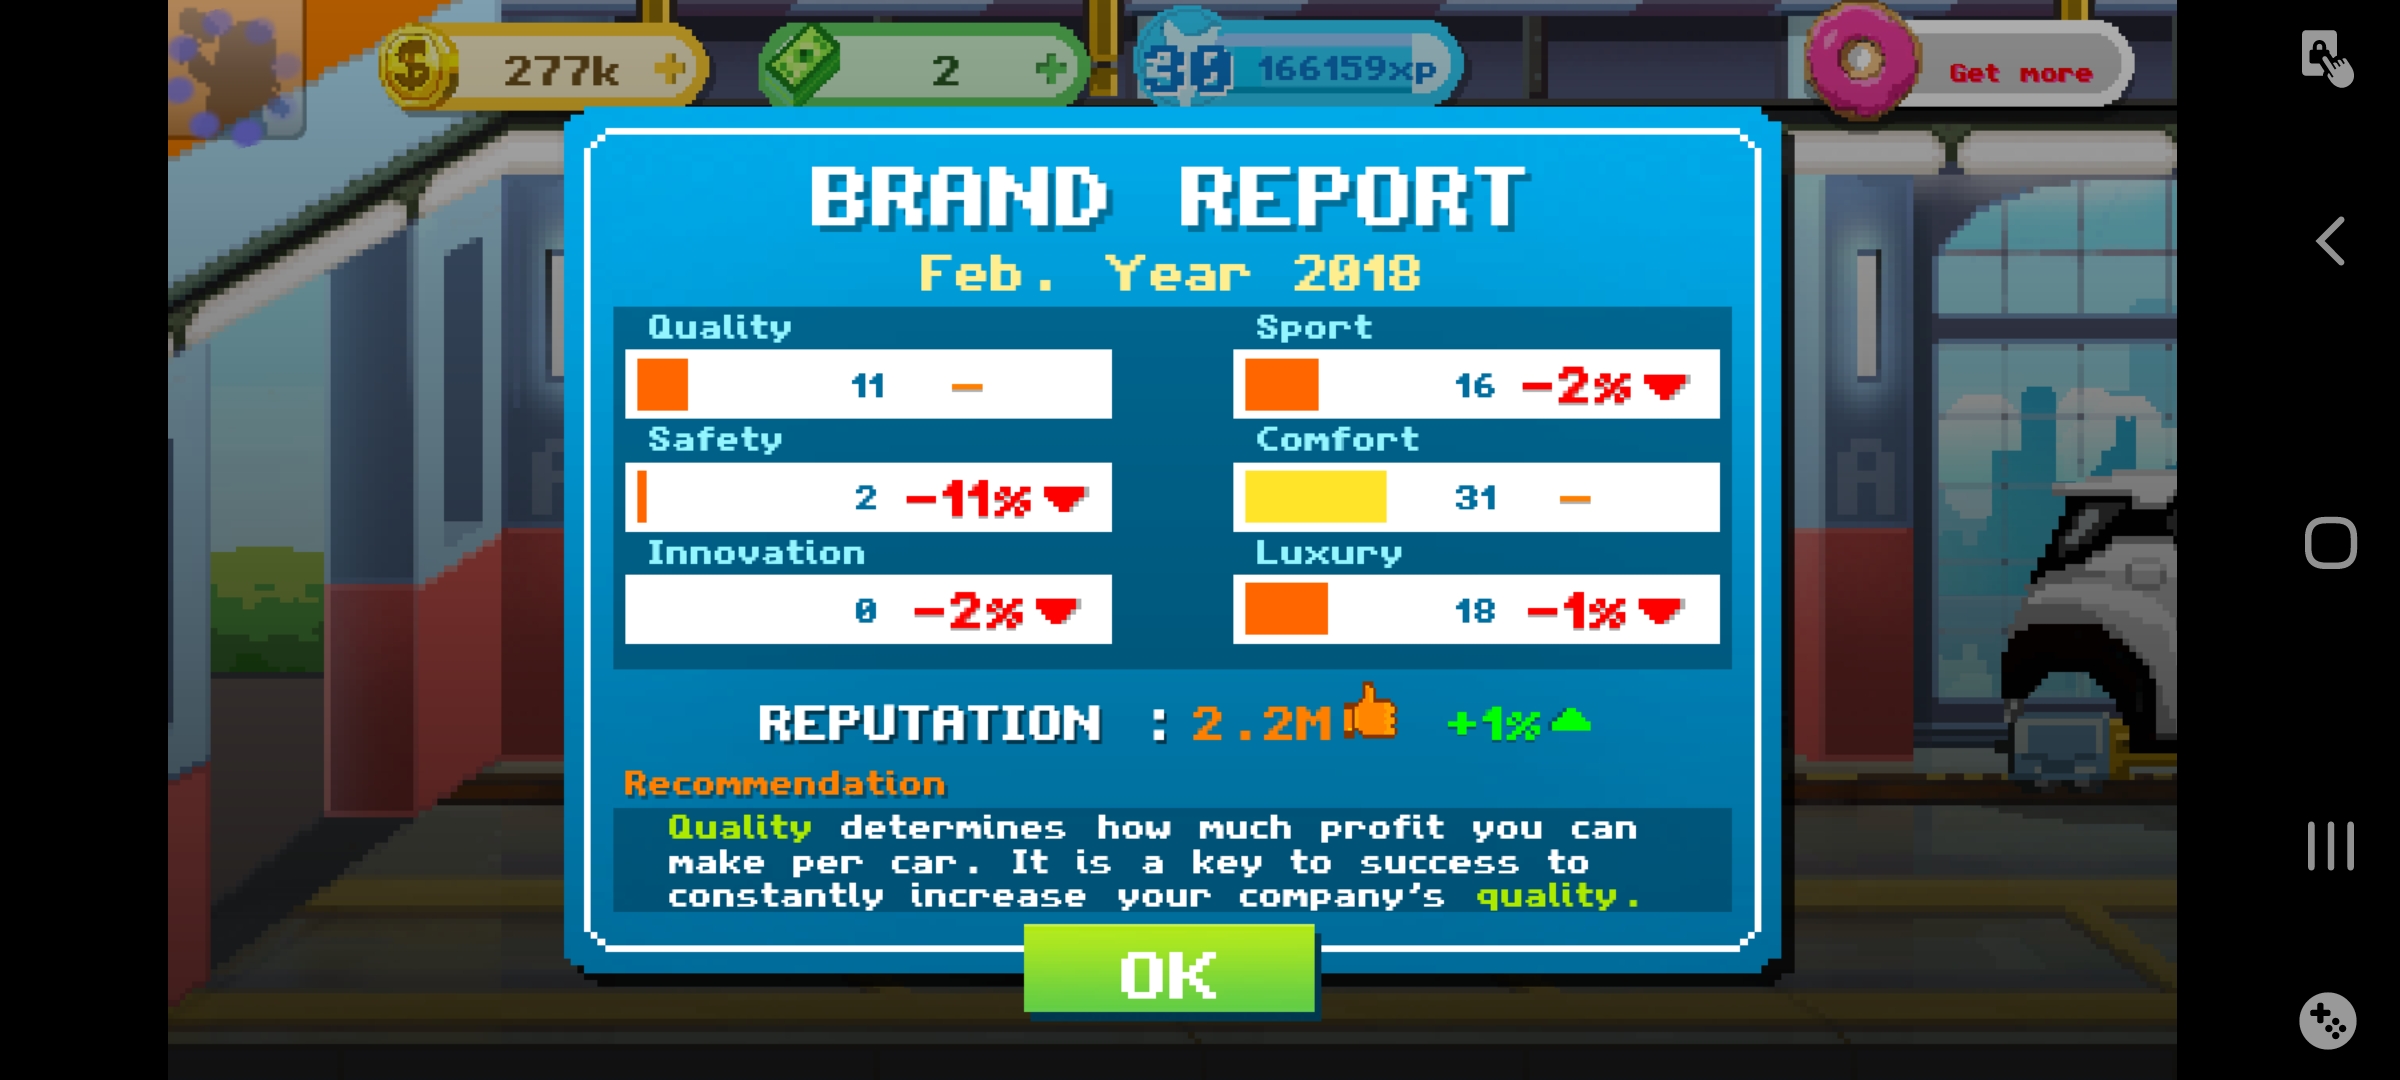 277k
2
30 166159xp
Get more
BRAND REPORT
Feb. Year 2018
Quality
11 -
Sport
16 -2%
Safety
2 -11%
Comfort
31 -
Innovation
0 -2%
Luxury
18 -1%
REPUTATION : 2.2M +1%
Recommendation
Quality determines how much profit you can
make per car. It is a key to success to
constantly increase your company's quality.
OK
A